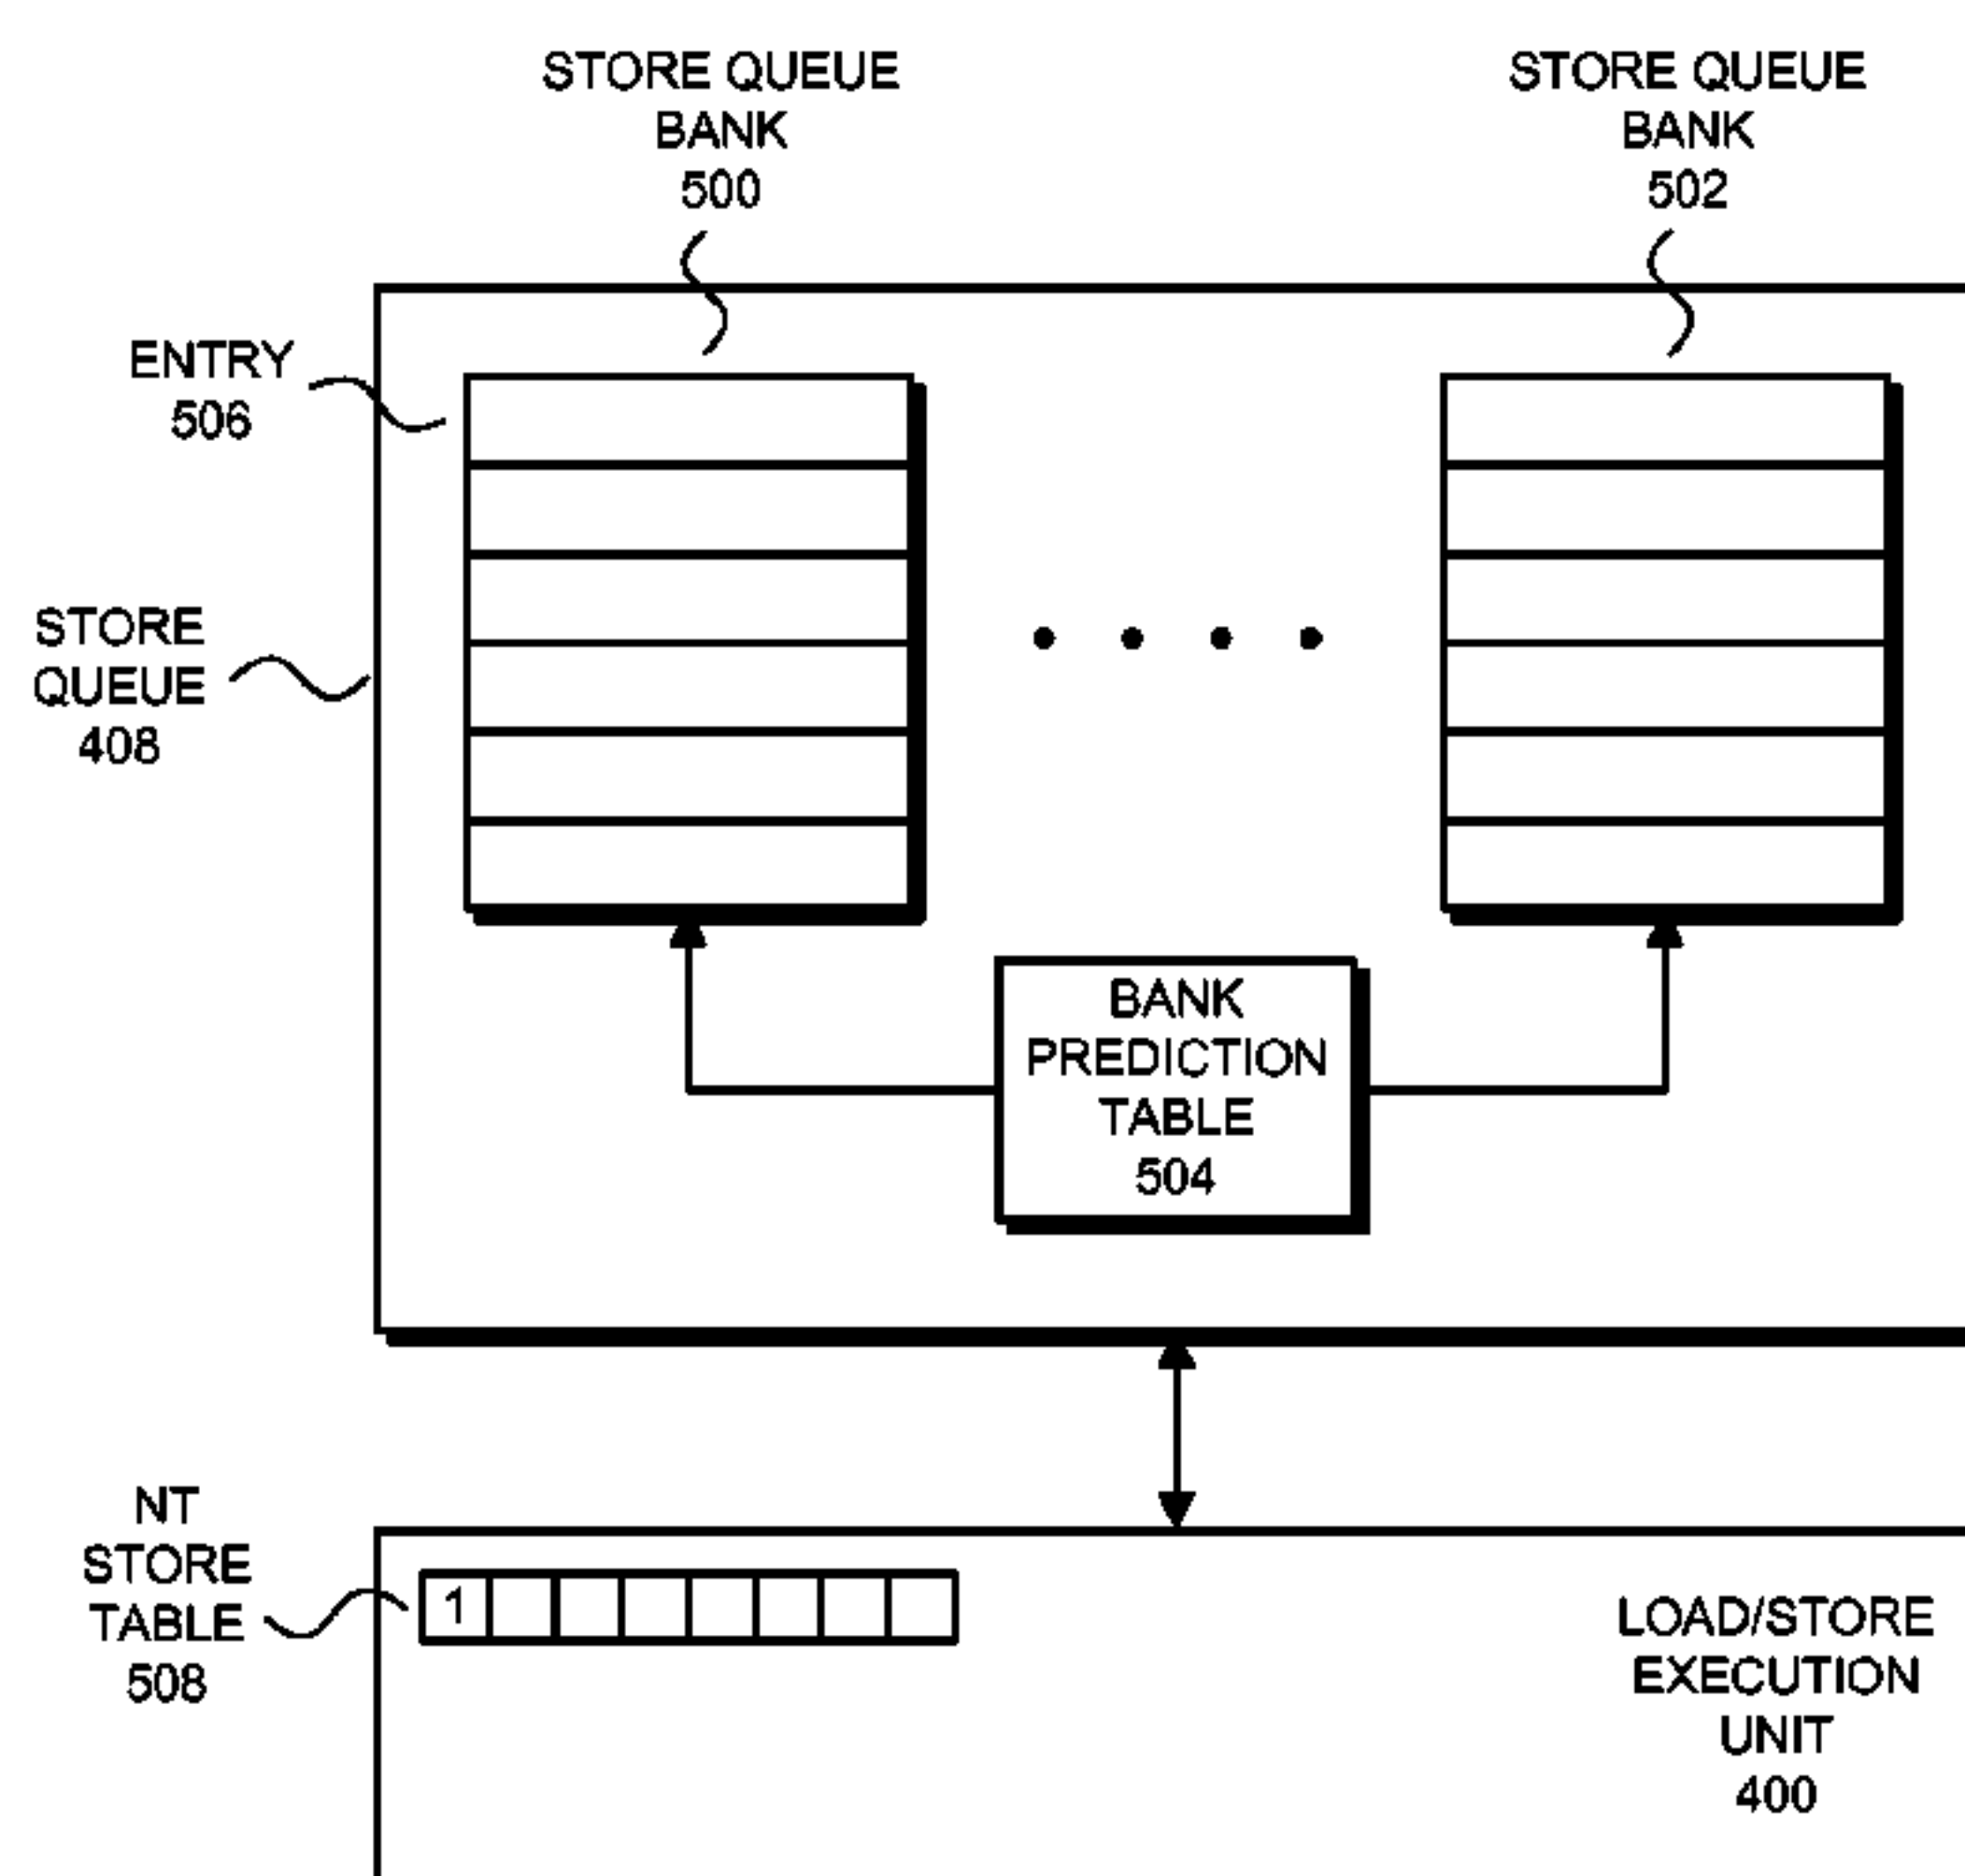 STORE QUEUE
BANK
500
STORE QUEUE
BANK
502
ENTRY
506
STORE
QUEUE
408
BANK
PREDICTION
TABLE
504
NT
STORE
TABLE
508
1
LOAD/STORE
EXECUTION
UNIT
400